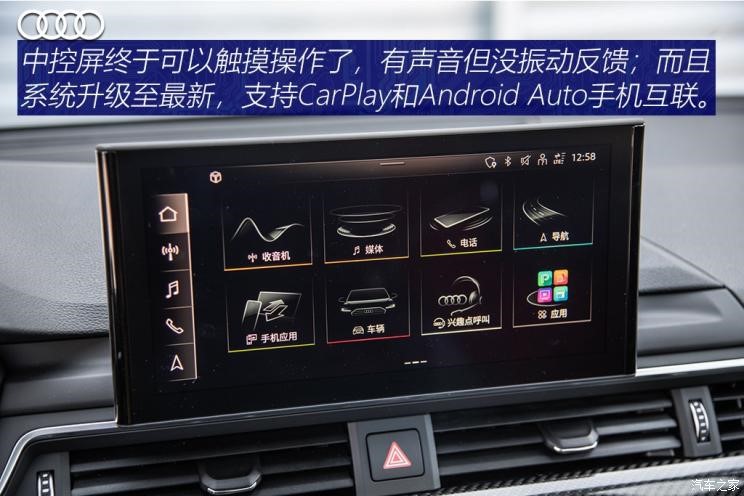 中控屏终于可以触摸操作了，有声音但没振动反馈；而且
系统升级至最新，支持CarPlay和Android Auto手机互联。
12:58
收音机
媒体
电话
导航
手机应用
车辆
兴趣点呼叫
应用
汽车之家